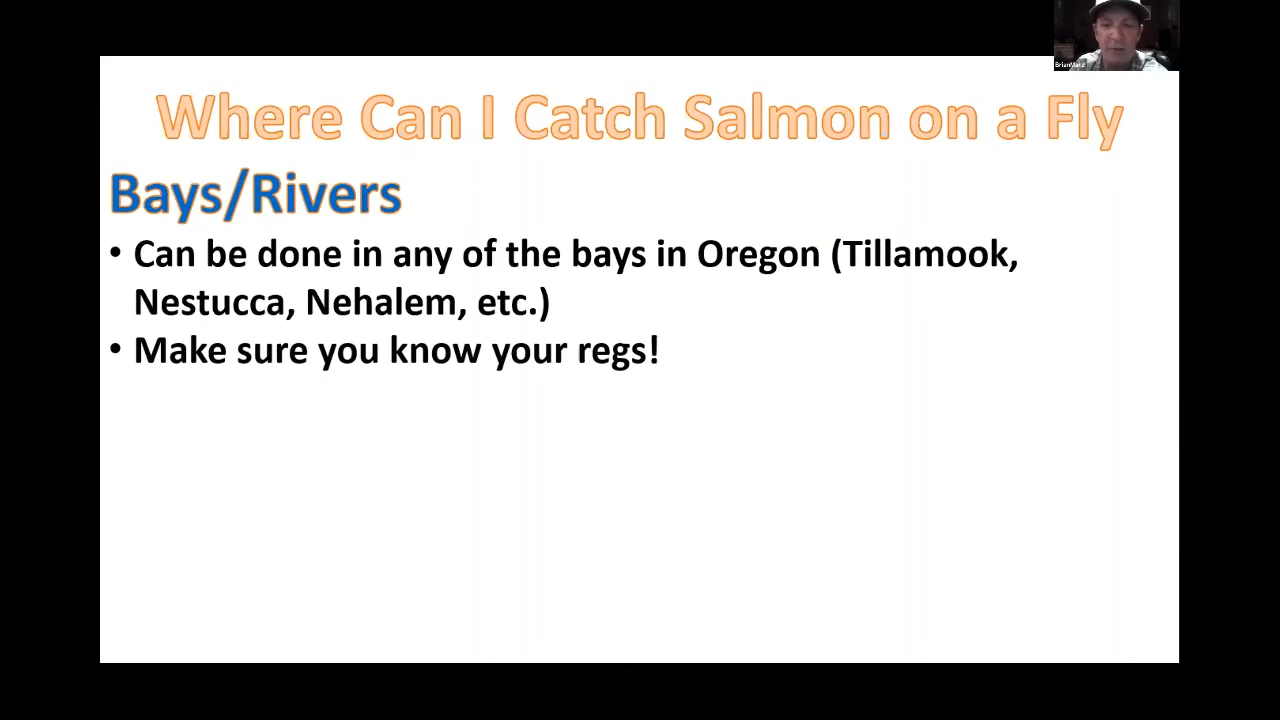 Where Can I Catch Salmon on a Fly
Bays/Rivers
• Can be done in any of the bays in Oregon (Tillamook,
Nestucca, Nehalem, etc.)
• Make sure you know your regs!